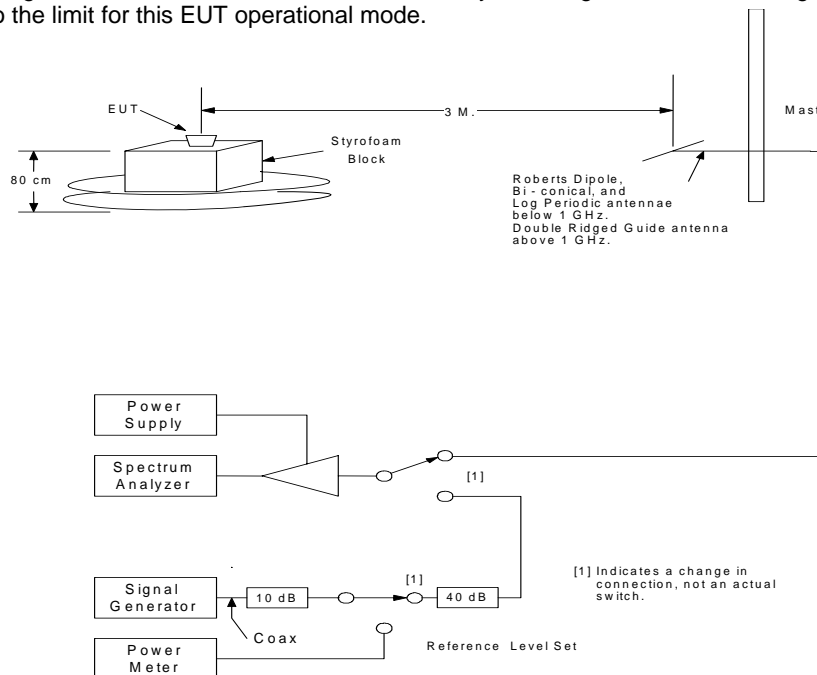 o the limit for this EUT operational mode.
EUT
3 M.
Mast
Styrofoam
Block
80 cm
Roberts Dipole,
Bi - conical, and
Log Periodic antennae
below 1 GHz.
Double Ridged Guide antenna
above 1 GHz.
Power
Supply
Spectrum
Analyzer
[1]
[1] Indicates a change in
connection, not an actual
switch.
Signal
Generator
10 dB
[1]
40 dB
Coax
Reference Level Set
Power
Meter